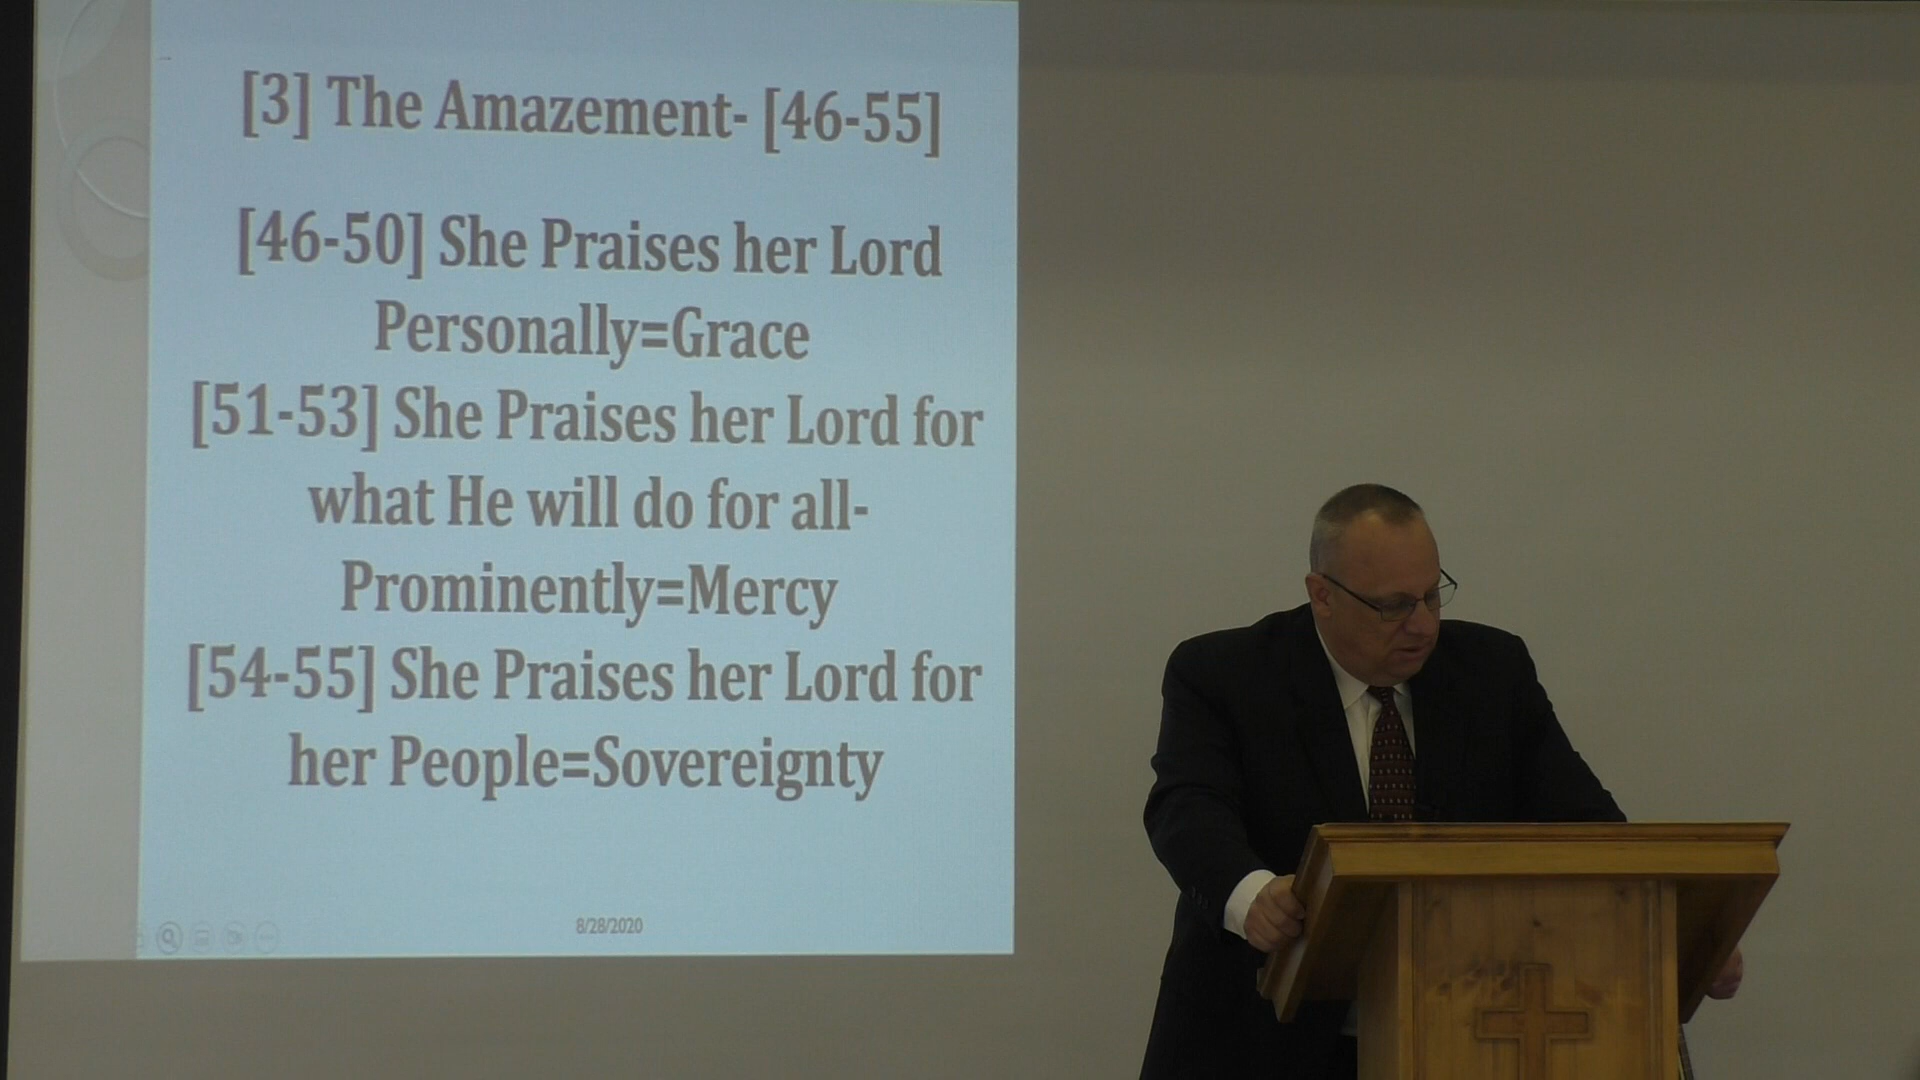 [3] The Amazement- [46-55]
[46-50] She Praises her Lord
Personally=Grace
[51-53] She Praises her Lord for
what He will do for all-
Prominently=Mercy
[54-55] She Praises her Lord for
her People=Sovereignty
8/28/2020